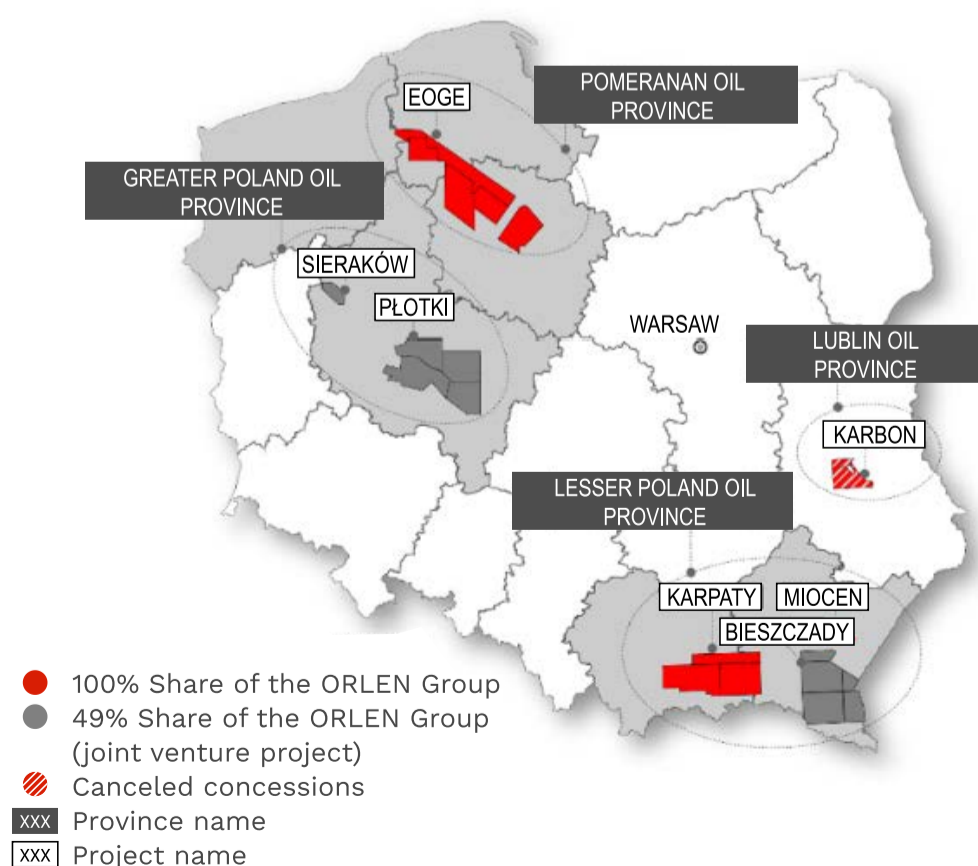 POMERANAN OIL
PROVINCE
EOGE
GREATER POLAND OIL
PROVINCE
SIERAKÓW
PŁOTKI
WARSAW
LUBLIN OIL
PROVINCE
KARBON
LESSER POLAND OIL
PROVINCE
KARPATY
MIOCEN
BIESZCZADY
100% Share of the ORLEN Group
49% Share of the ORLEN Group
(joint venture project)
Canceled concessions
XXX Province name
XXX Project name